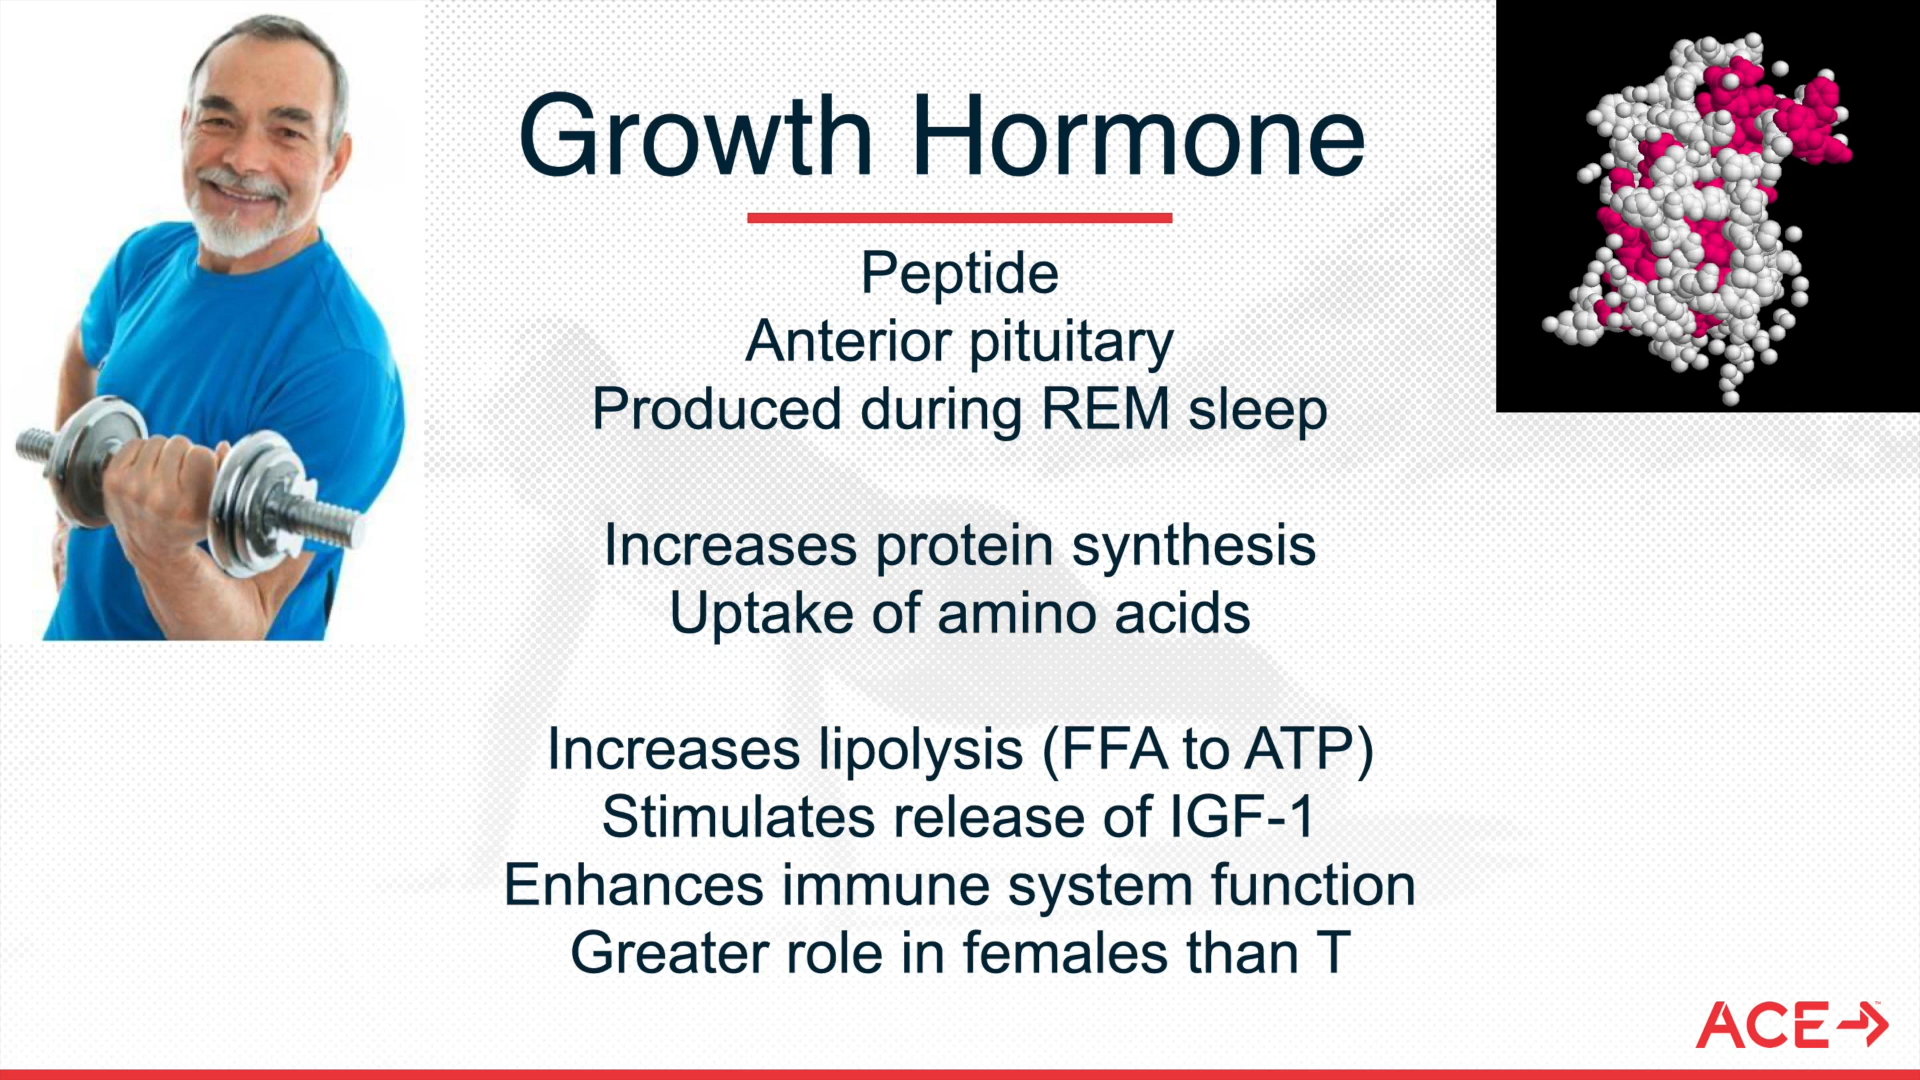 Growth Hormone
Peptide
Anterior pituitary
Produced during REM sleep
Increases protein synthesis
Uptake of amino acids
Increases lipolysis (FFA to ATP)
Stimulates release of IGF-1
Enhances immune system function
Greater role in females than T
ACE™